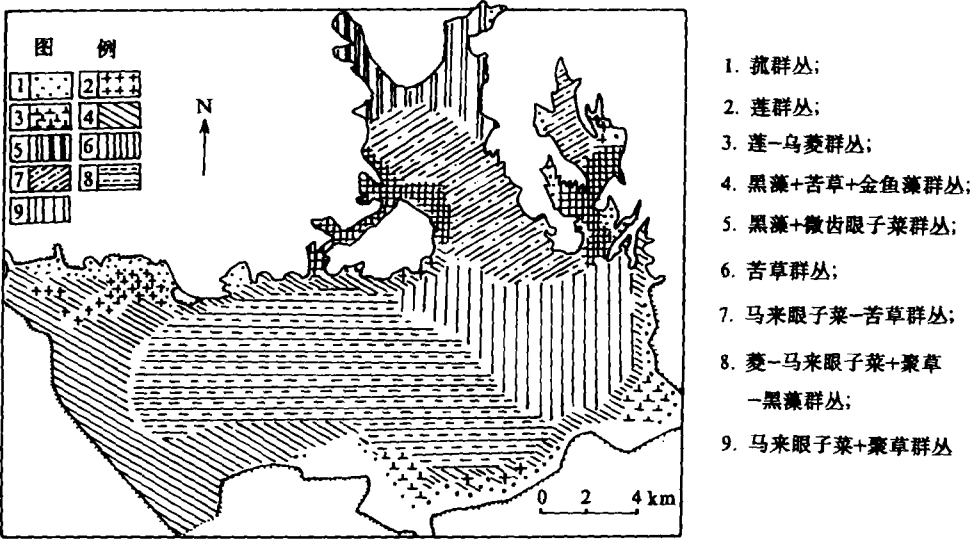 图 例
1 2
3 4
5 6
7 8
9
N
0 2 4 km
1. 菰群丛;
2. 莲群丛;
3. 莲-乌菱群丛;
4. 黑藻+苦草+金鱼藻群丛;
5. 黑藻+微齿眼子菜群丛;
6. 苦草群丛;
7. 马来眼子菜-苦草群丛;
8. 菱-马来眼子菜+聚草
-黑藻群丛;
9. 马来眼子菜+聚草群丛